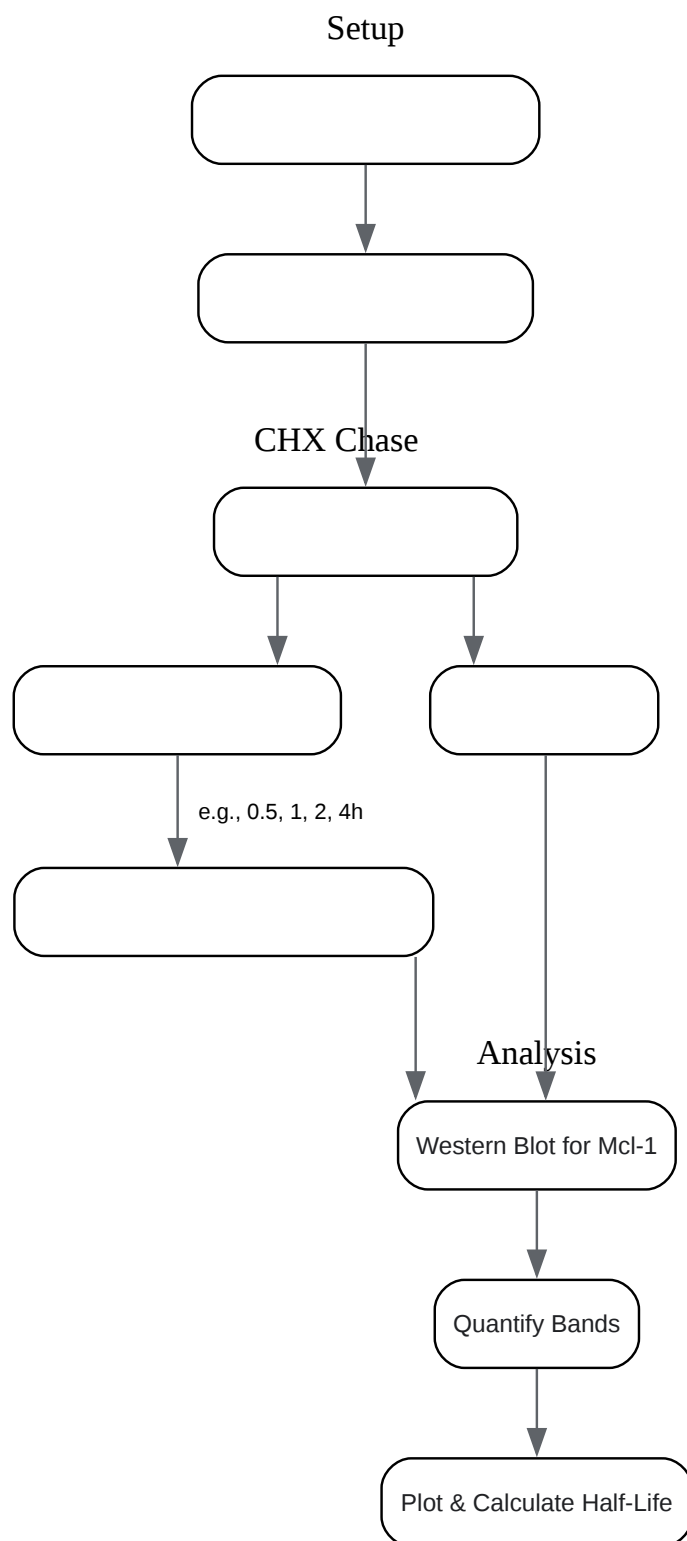 Setup
CHX Chase
e.g., 0.5, 1, 2, 4h
Analysis
Western Blot for Mcl-1
Quantify Bands
Plot & Calculate Half-Life